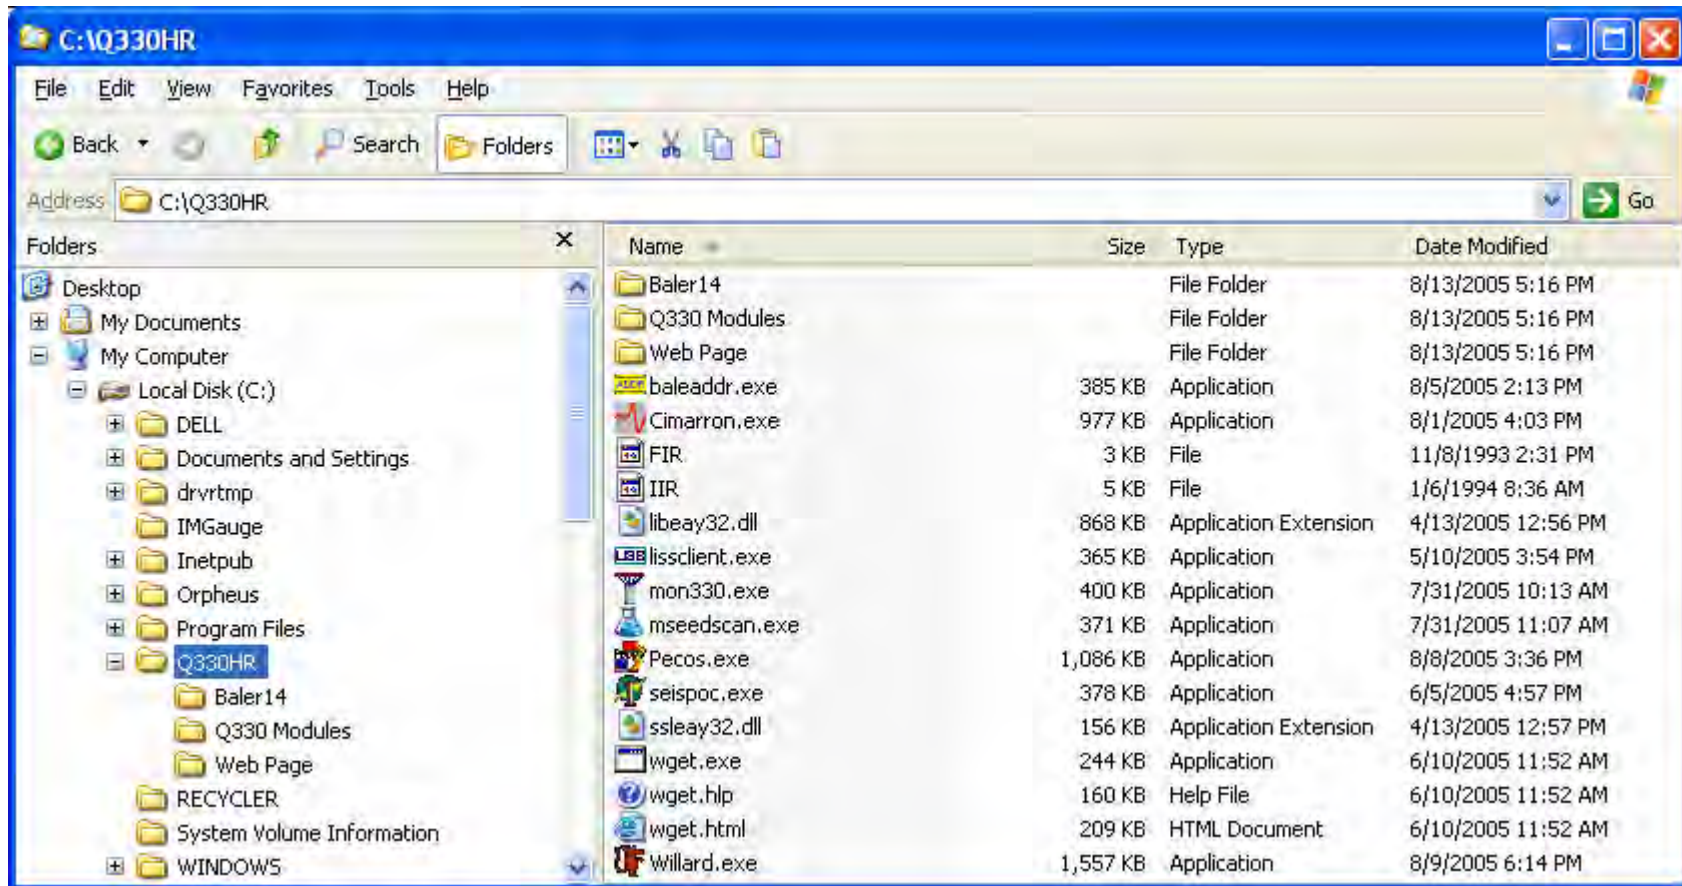 C:\Q330HR
File Edit View Favorites Tools Help
Back Search Folders
Address C:\Q330HR Go
Folders
Desktop
My Documents
My Computer
Local Disk (C:)
DELL
Documents and Settings
drvrtmp
IMGauge
Inetpub
Orpheus
Program Files
Q330HR
Baler14
Q330 Modules
Web Page
RECYCLER
System Volume Information
WINDOWS
Name Size Type Date Modified
Baler14 File Folder 8/13/2005 5:16 PM
Q330 Modules File Folder 8/13/2005 5:16 PM
Web Page File Folder 8/13/2005 5:16 PM
baleaddr.exe 385 KB Application 8/5/2005 2:13 PM
Cimarron.exe 977 KB Application 8/1/2005 4:03 PM
FIR 3 KB File 11/8/1993 2:31 PM
IIR 5 KB File 1/6/1994 8:36 AM
libeay32.dll 868 KB Application Extension 4/13/2005 12:56 PM
lissclient.exe 365 KB Application 5/10/2005 3:54 PM
mon330.exe 400 KB Application 7/31/2005 10:13 AM
mseedscan.exe 371 KB Application 7/31/2005 11:07 AM
Pecos.exe 1,086 KB Application 8/8/2005 3:36 PM
seispoc.exe 378 KB Application 6/5/2005 4:57 PM
ssleay32.dll 156 KB Application Extension 4/13/2005 12:57 PM
wget.exe 244 KB Application 6/10/2005 11:52 AM
wget.hlp 160 KB Help File 6/10/2005 11:52 AM
wget.html 209 KB HTML Document 6/10/2005 11:52 AM
Willard.exe 1,557 KB Application 8/9/2005 6:14 PM